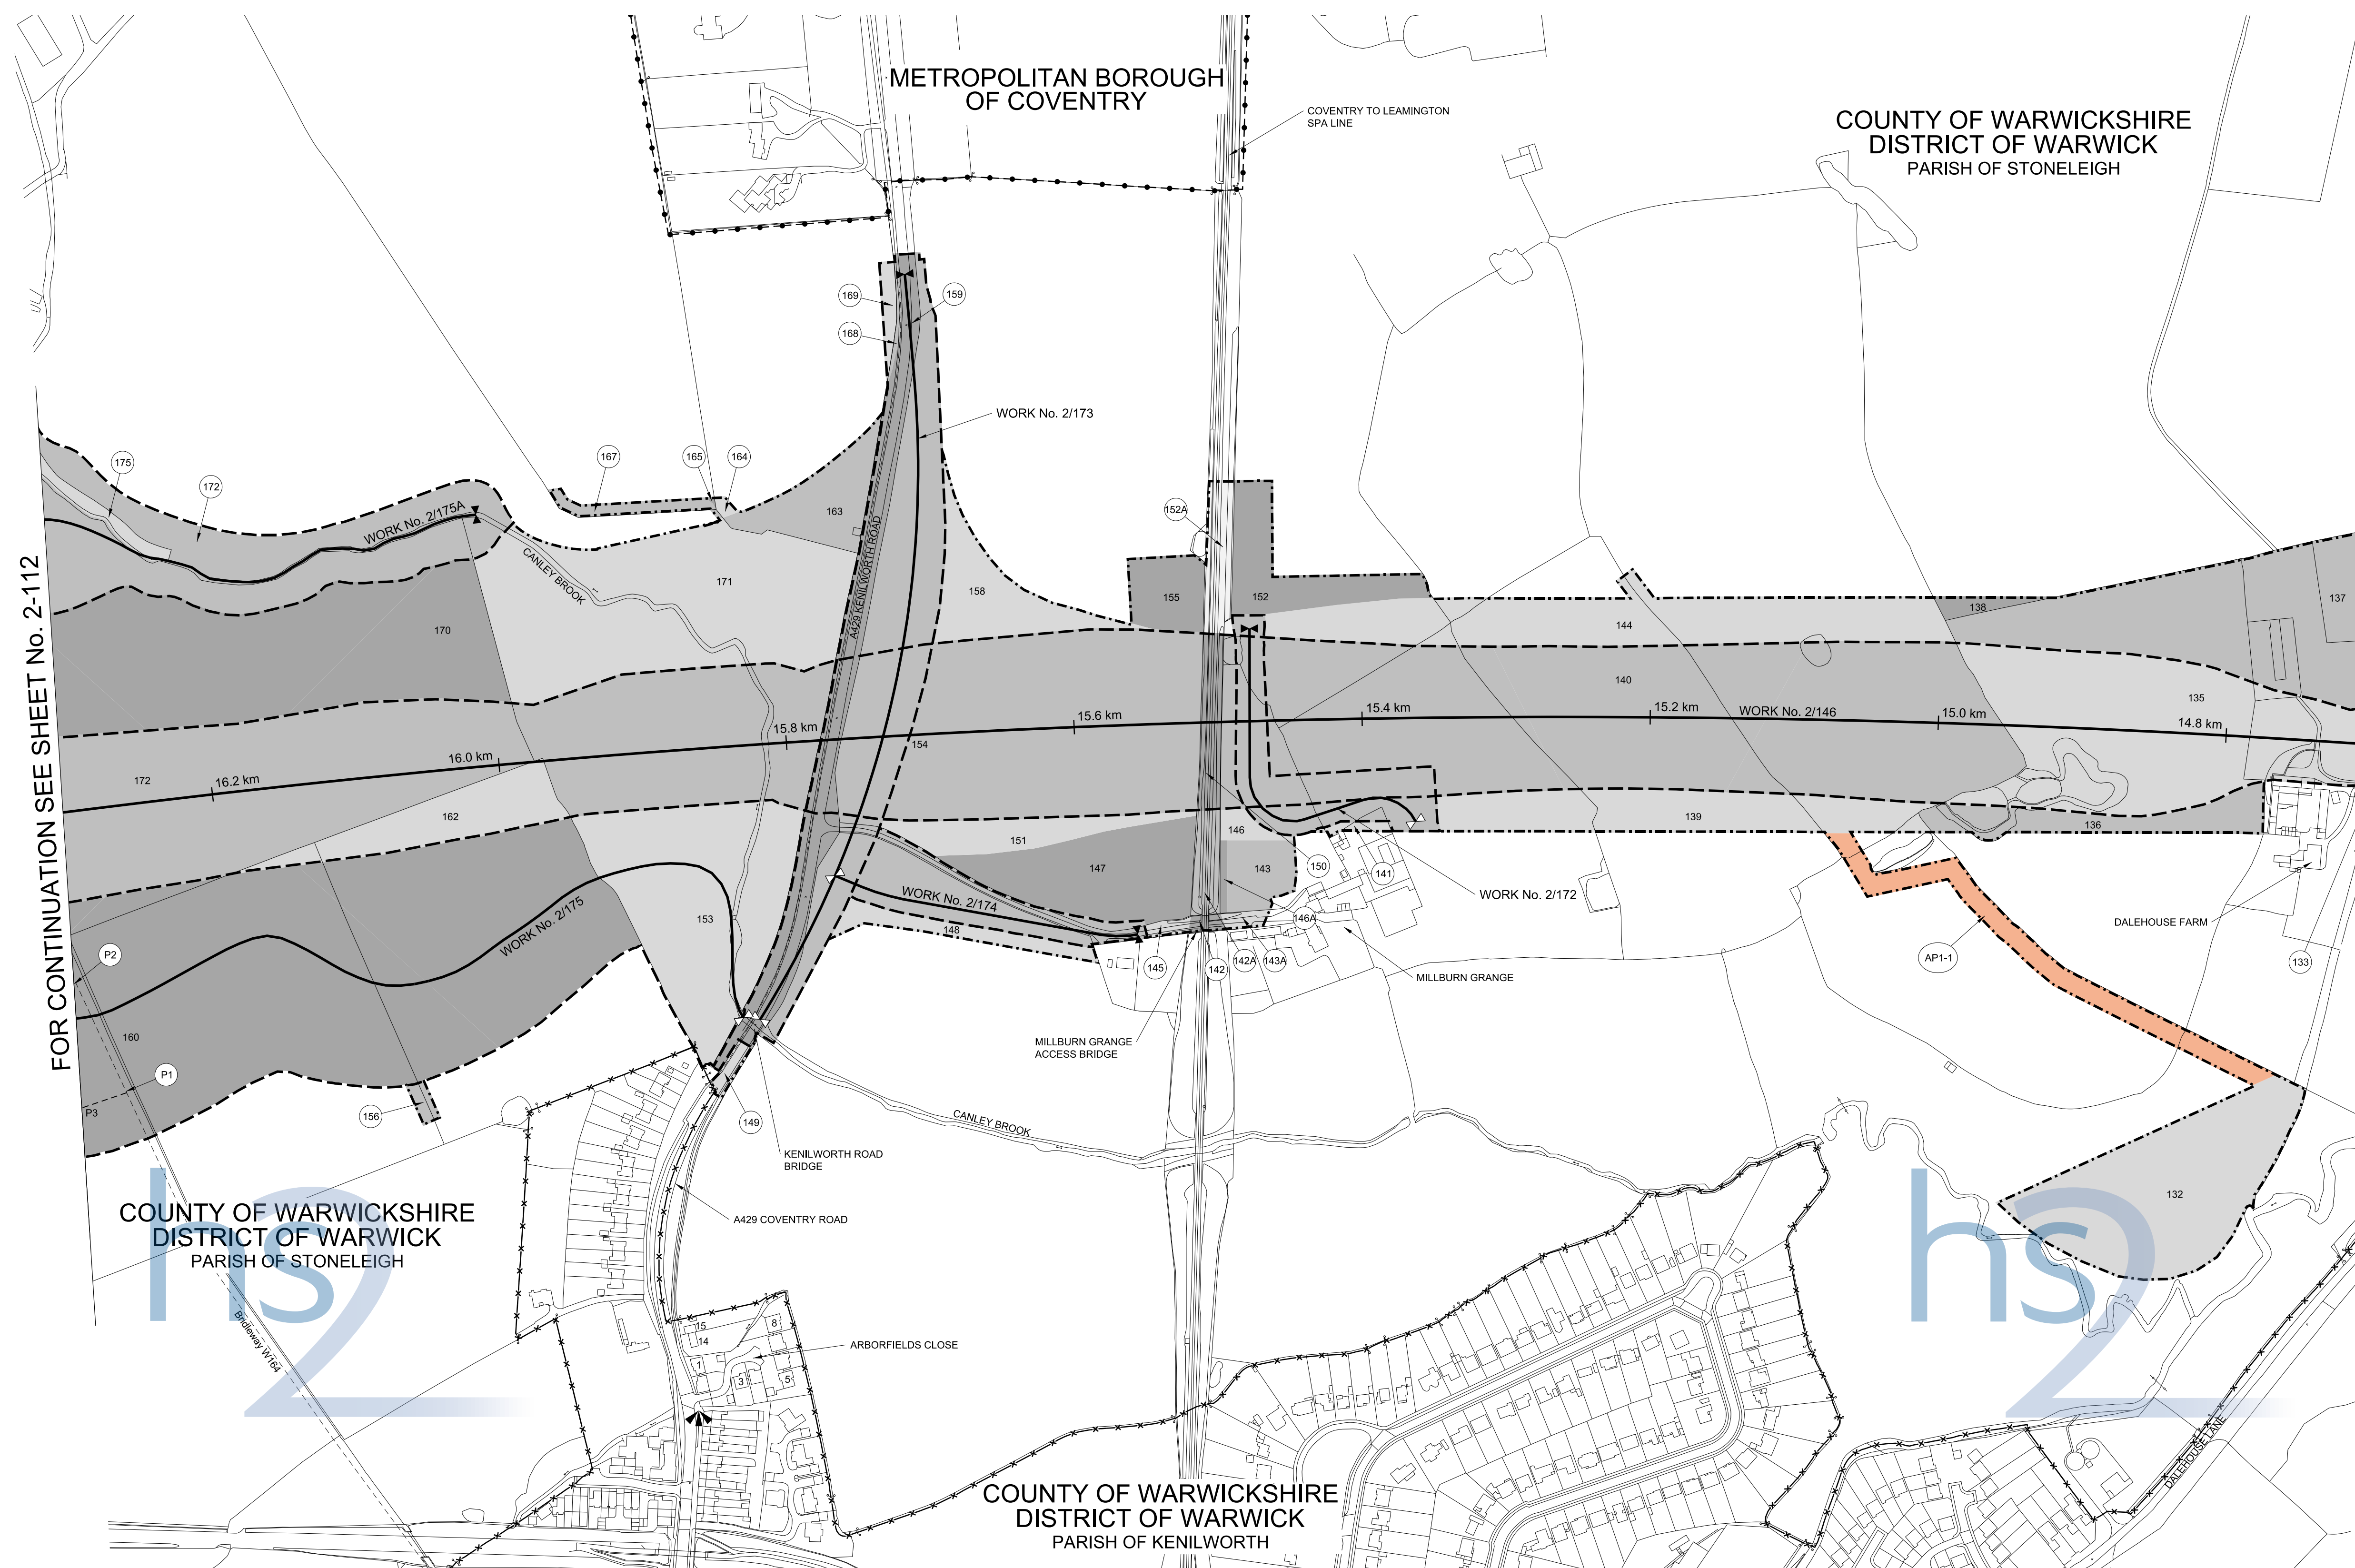 METROPOLITAN BOROUGH
OF COVENTRY
COVENTRY TO LEAMINGTON
SPA LINE
COUNTY OF WARWICKSHIRE
DISTRICT OF WARWICK
PARISH OF STONELEIGH
169
159
168
WORK No. 2/173
175
172
167
165
164
163
152A
WORK No. 2/175A
CANLEY BROOK
A429 KENILWORTH ROAD
171
158
155
152
138
137
144
170
140
135
FOR CONTINUATION SEE SHEET No. 2-112
15.8 km
15.6 km
15.4 km
15.2 km
WORK No. 2/146
15.0 km
14.8 km
154
16.0 km
16.2 km
172
162
151
146
139
136
147
143
150
141
WORK No. 2/172
WORK No. 2/174
WORK No. 2/175
153
148
146A
145
142
142A
143A
MILLBURN GRANGE
DALEHOUSE FARM
AP1-1
133
P2
160
P1
P3
156
149
MILLBURN GRANGE
ACCESS BRIDGE
CANLEY BROOK
KENILWORTH ROAD
BRIDGE
132
COUNTY OF WARWICKSHIRE
DISTRICT OF WARWICK
PARISH OF STONELEIGH
hs2
hs2
A429 COVENTRY ROAD
Bridleway W164
15
14
8
1
3
5
ARBORFIELDS CLOSE
DALEHOUSE LANE
COUNTY OF WARWICKSHIRE
DISTRICT OF WARWICK
PARISH OF KENILWORTH